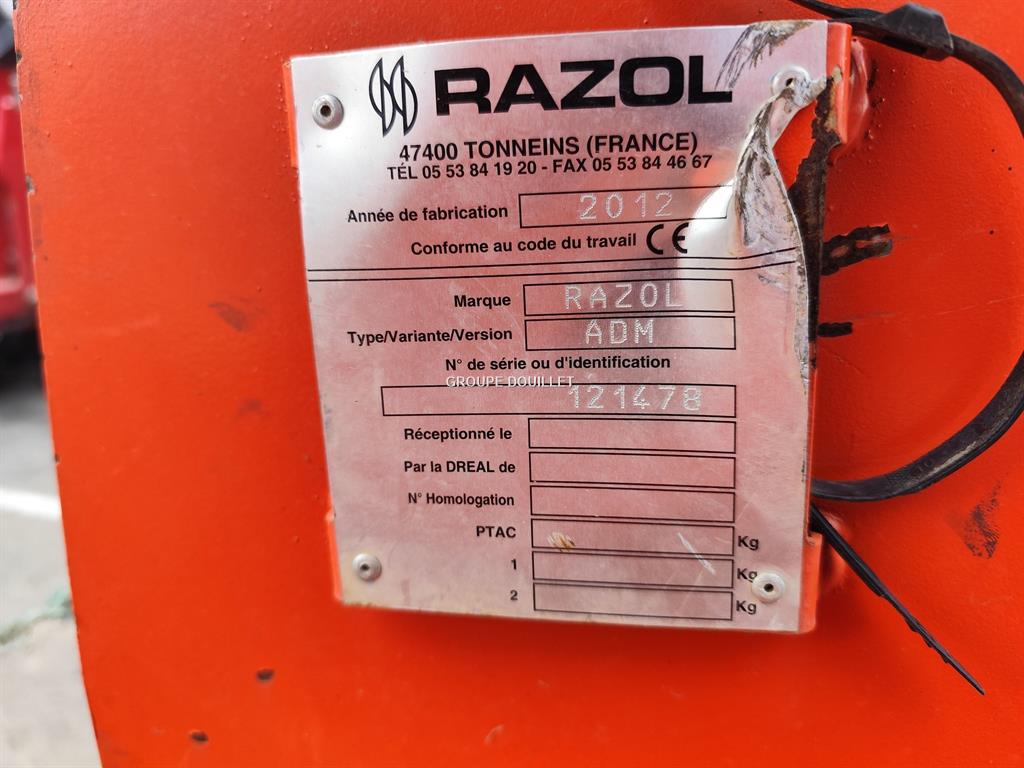 RAZOL
47400 TONNEINS (FRANCE)
TÉL 05 53 84 19 20 - FAX 05 53 84 46 67
Année de fabrication 2012
Conforme au code du travail CE
Marque RAZOL
Type/Variante/Version ADM
N° de série ou d'identification
GROUPE DOUILLET
121478
Réceptionné le
Par la DREAL de
N° Homologation
PTAC Kg
1 Kg
2 Kg